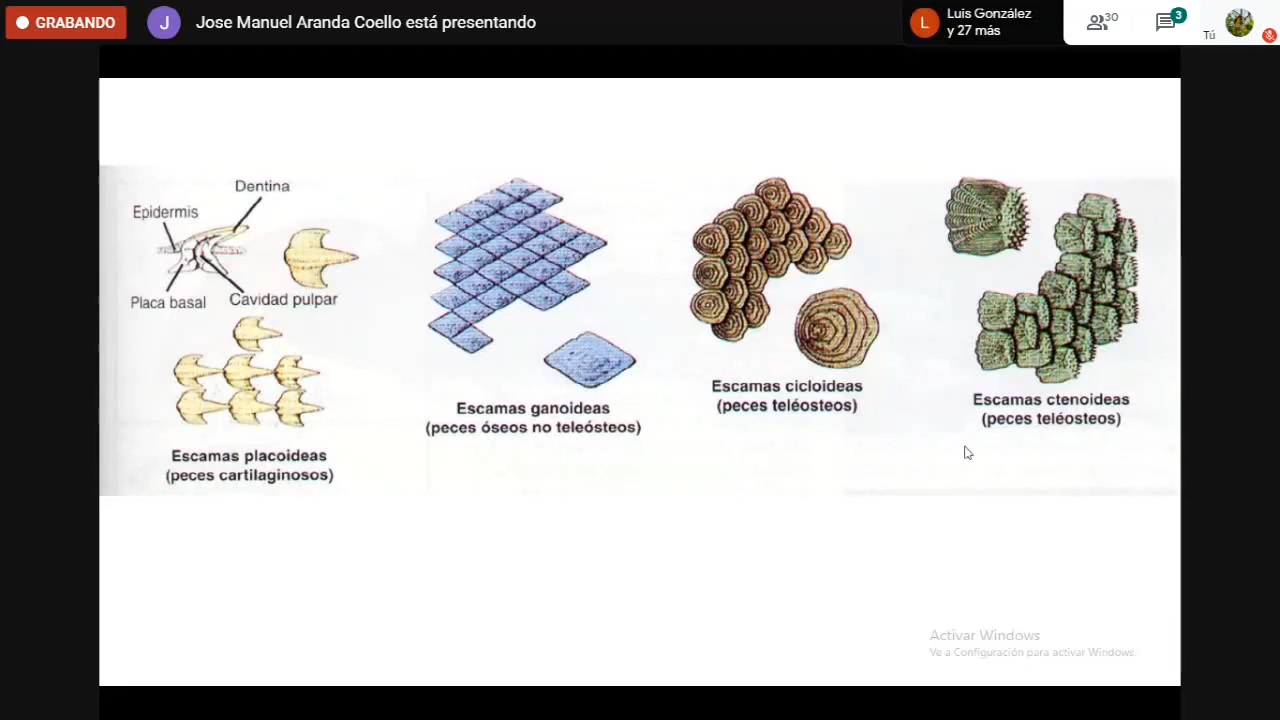 GRABANDO
J
Jose Manuel Aranda Coello está presentando
L
Luis González
y 27 más
30
3
Tú
Dentina
Epidermis
Placa basal
Cavidad pulpar
Escamas placoideas
(peces cartilaginosos)
Escamas ganoideas
(peces óseos no teleósteos)
Escamas cicloideas
(peces teléosteos)
Escamas ctenoideas
(peces teléosteos)
Activar Windows
Ve a Configuración para activar Windows.